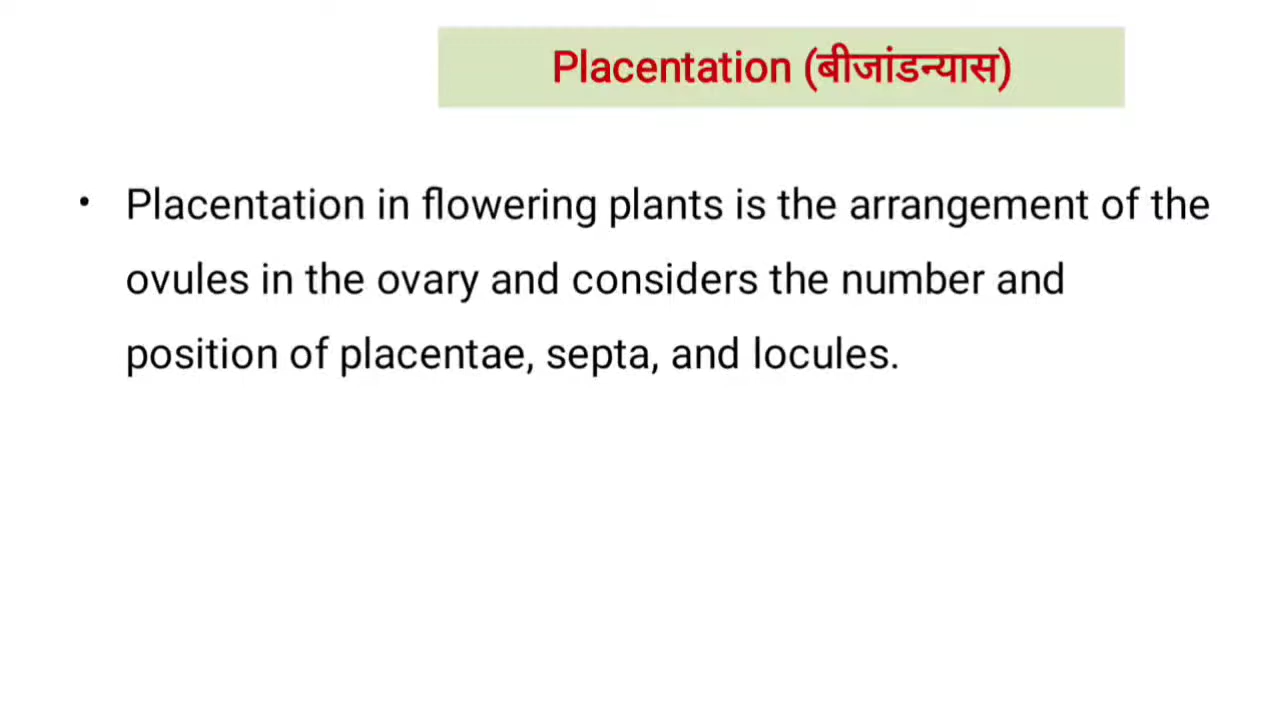 Placentation (बीजांडन्यास)
• Placentation in flowering plants is the arrangement of the
ovules in the ovary and considers the number and
position of placentae, septa, and locules.